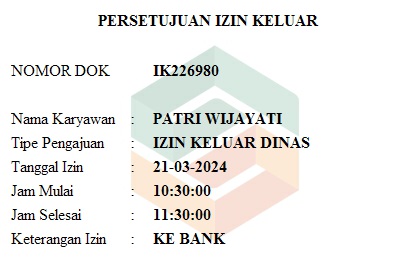 PERSETUJUAN IZIN KELUAR
NOMOR DOK IK226980
Nama Karyawan : PATRI WIJAYATI
Tipe Pengajuan : IZIN KELUAR DINAS
Tanggal Izin : 21-03-2024
Jam Mulai : 10:30:00
Jam Selesai : 11:30:00
Keterangan Izin : KE BANK